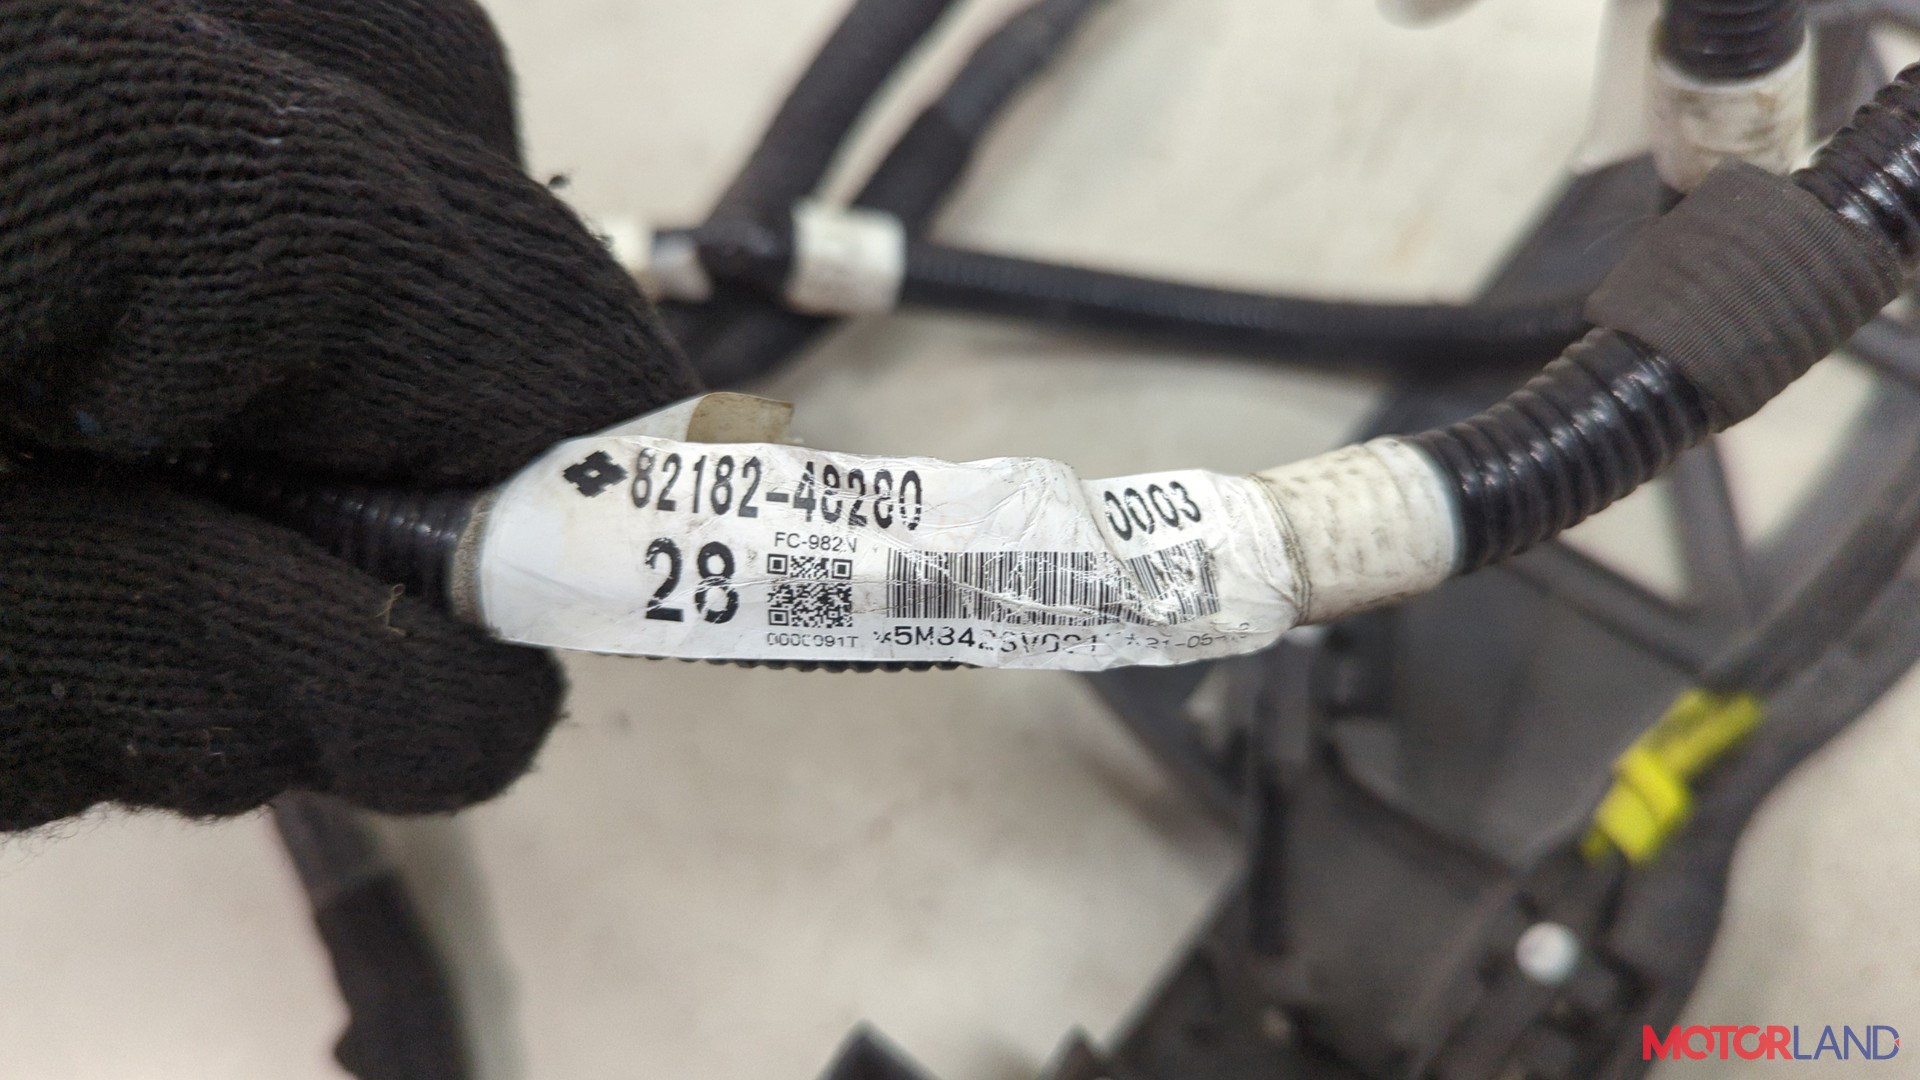 82182-48280
0003
28
FC-982N
0000091T
MOTORLAND